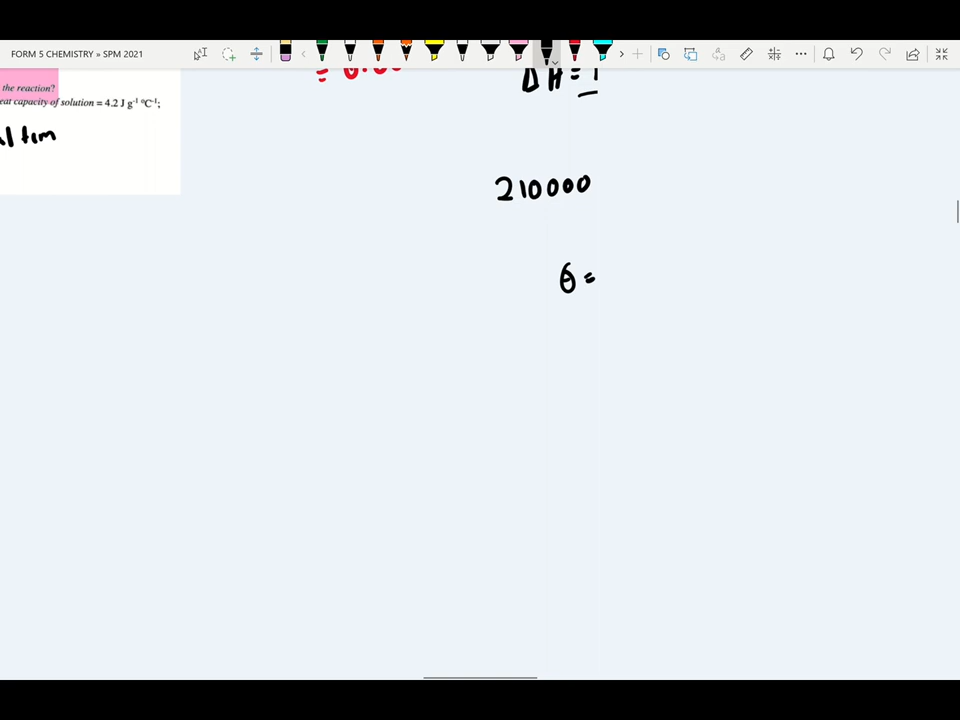 FORM 5 CHEMISTRY » SPM 2021
the reaction?
eat capacity of solution = 4.2 J g⁻¹ °C⁻¹;
ΔH =
210000
θ =